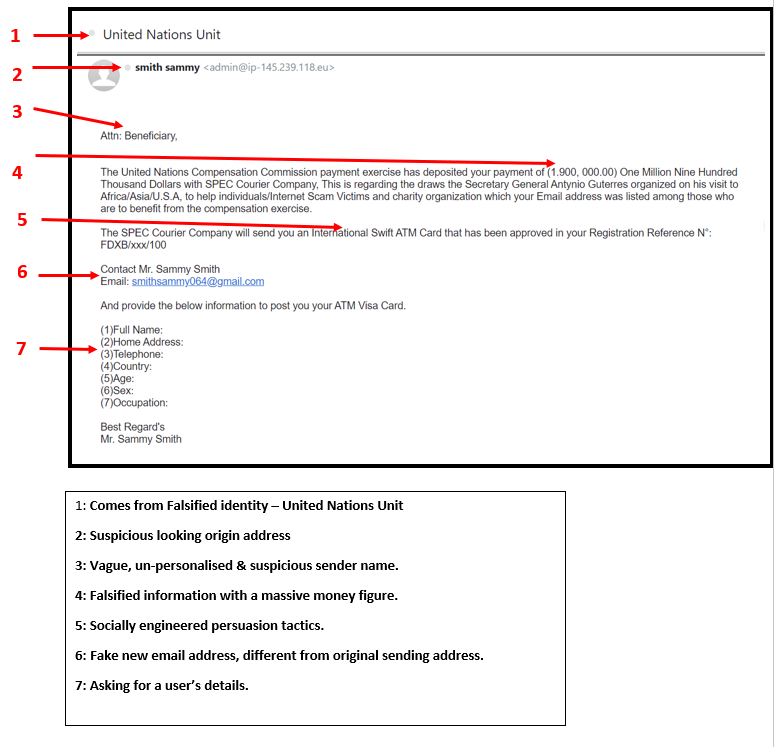 1 United Nations Unit
2 smith sammy <admin@ip-145.239.118.eu>
3
Attn: Beneficiary,
4
The United Nations Compensation Commission payment exercise has deposited your payment of (1.900, 000.00) One Million Nine Hundred
Thousand Dollars with SPEC Courier Company, This is regarding the draws the Secretary General Antynio Guterres organized on his visit to
Africa/Asia/U.S.A, to help individuals/Internet Scam Victims and charity organization which your Email address was listed among those who
are to benefit from the compensation exercise.
5
The SPEC Courier Company will send you an International Swift ATM Card that has been approved in your Registration Reference N°:
FDXB/xxx/100
6
Contact Mr. Sammy Smith
Email: smithsammy064@gmail.com
And provide the below information to post you your ATM Visa Card.
7
(1)Full Name:
(2)Home Address:
(3)Telephone:
(4)Country:
(5)Age:
(6)Sex:
(7)Occupation:
Best Regard's
Mr. Sammy Smith
1: Comes from Falsified identity – United Nations Unit
2: Suspicious looking origin address
3: Vague, un-personalised & suspicious sender name.
4: Falsified information with a massive money figure.
5: Socially engineered persuasion tactics.
6: Fake new email address, different from original sending address.
7: Asking for a user's details.